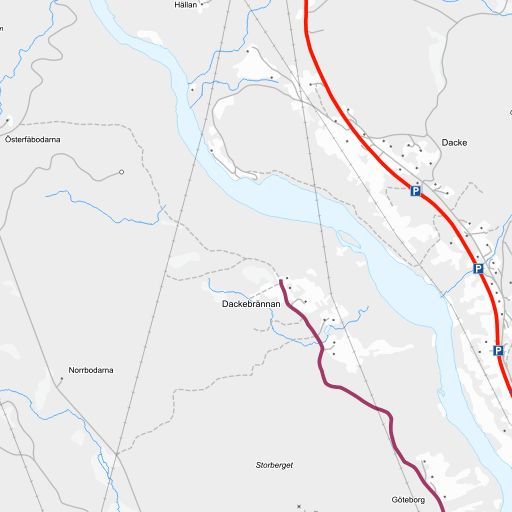 Hällan
Österfäbodarna
Dacke
P
P
Dackebrännan
P
Norrbodarna
Storberget
Göteborg